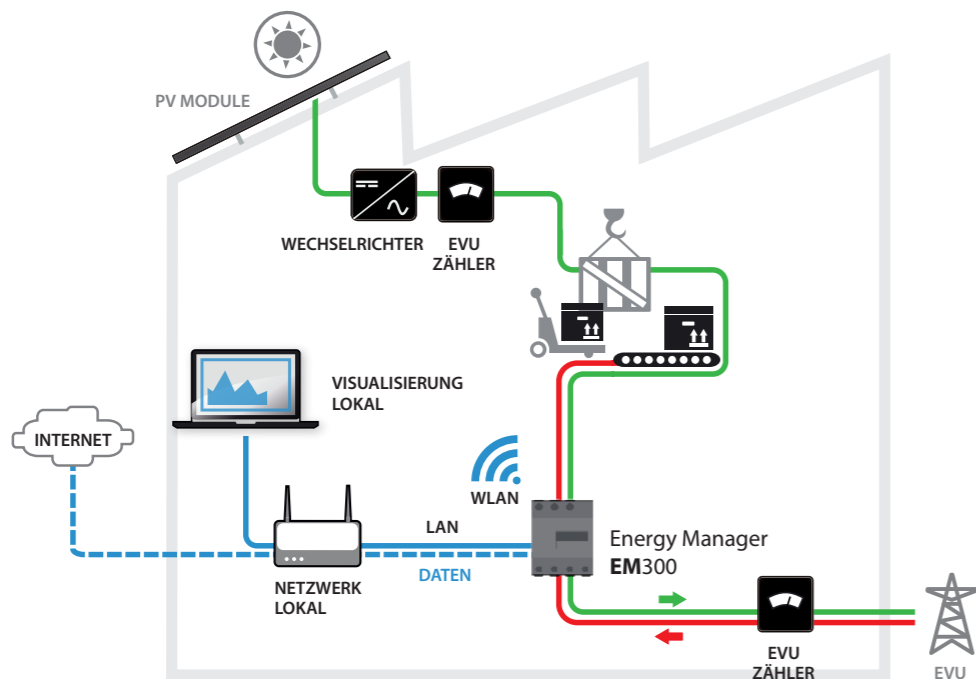 PV MODULE
WECHSELRICHTER
EVU
ZÄHLER
VISUALISIERUNG
LOKAL
INTERNET
WLAN
LAN
DATEN
NETZWERK
LOKAL
Energy Manager
EM300
EVU
ZÄHLER
EVU